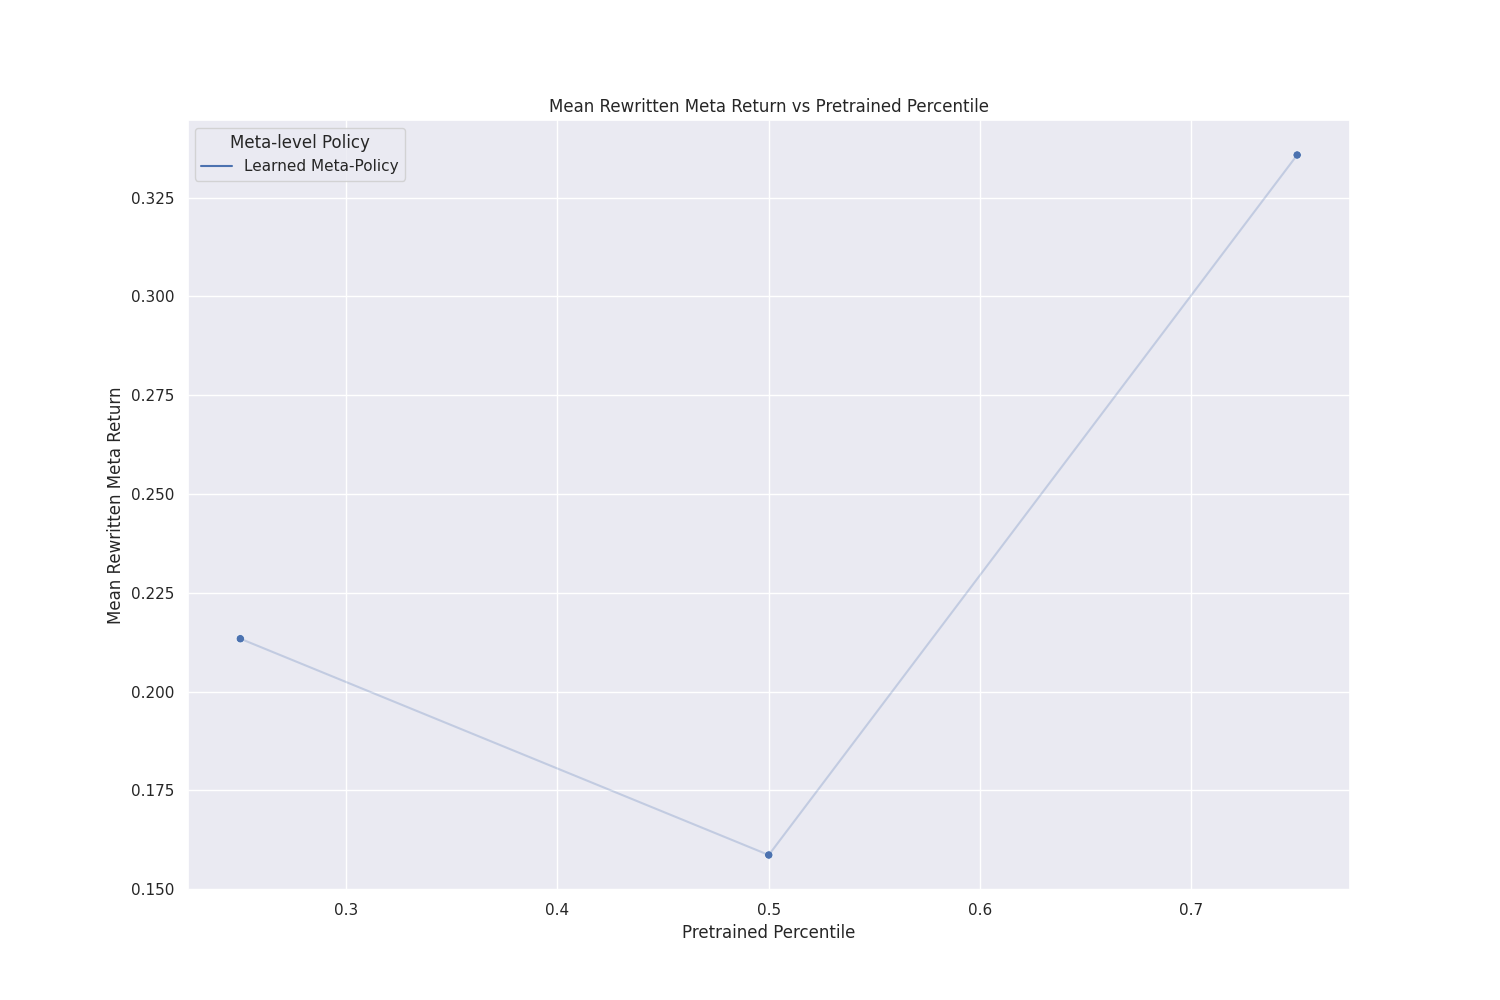 Mean Rewritten Meta Return vs Pretrained Percentile
Meta-level Policy
Learned Meta-Policy
Mean Rewritten Meta Return
0.325
0.300
0.275
0.250
0.225
0.200
0.175
0.150
0.3 0.4 0.5 0.6 0.7
Pretrained Percentile